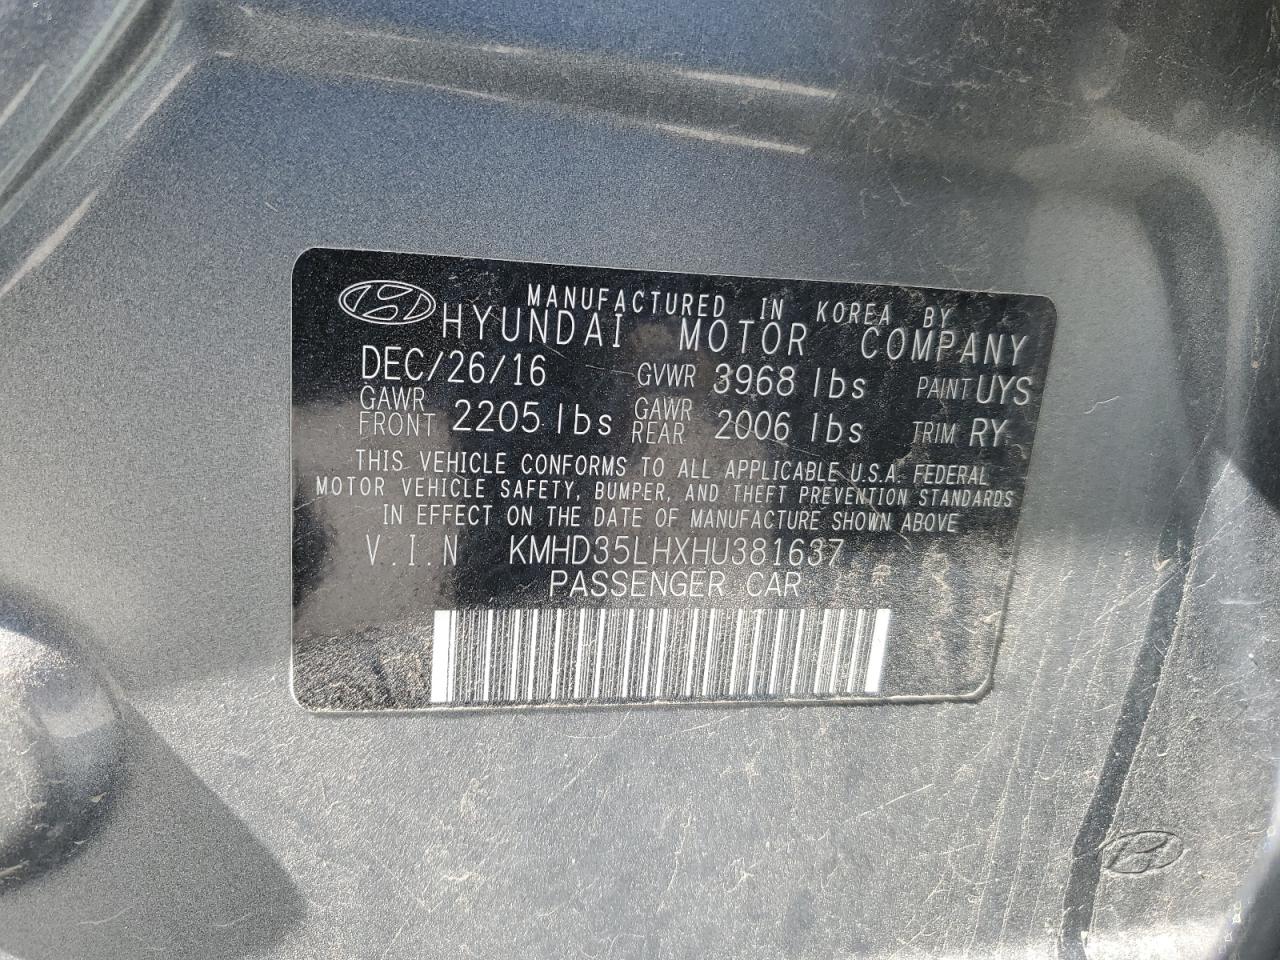 MANUFACTURED IN KOREA BY
HYUNDAI MOTOR COMPANY
DEC/26/16 GVWR 3968 lbs PAINT UYS
GAWR FRONT 2205 lbs GAWR REAR 2006 lbs TRIM RY
THIS VEHICLE CONFORMS TO ALL APPLICABLE U.S.A. FEDERAL
MOTOR VEHICLE SAFETY, BUMPER, AND THEFT PREVENTION STANDARDS
IN EFFECT ON THE DATE OF MANUFACTURE SHOWN ABOVE
V.I.N KMHD35LHXHU381637
PASSENGER CAR